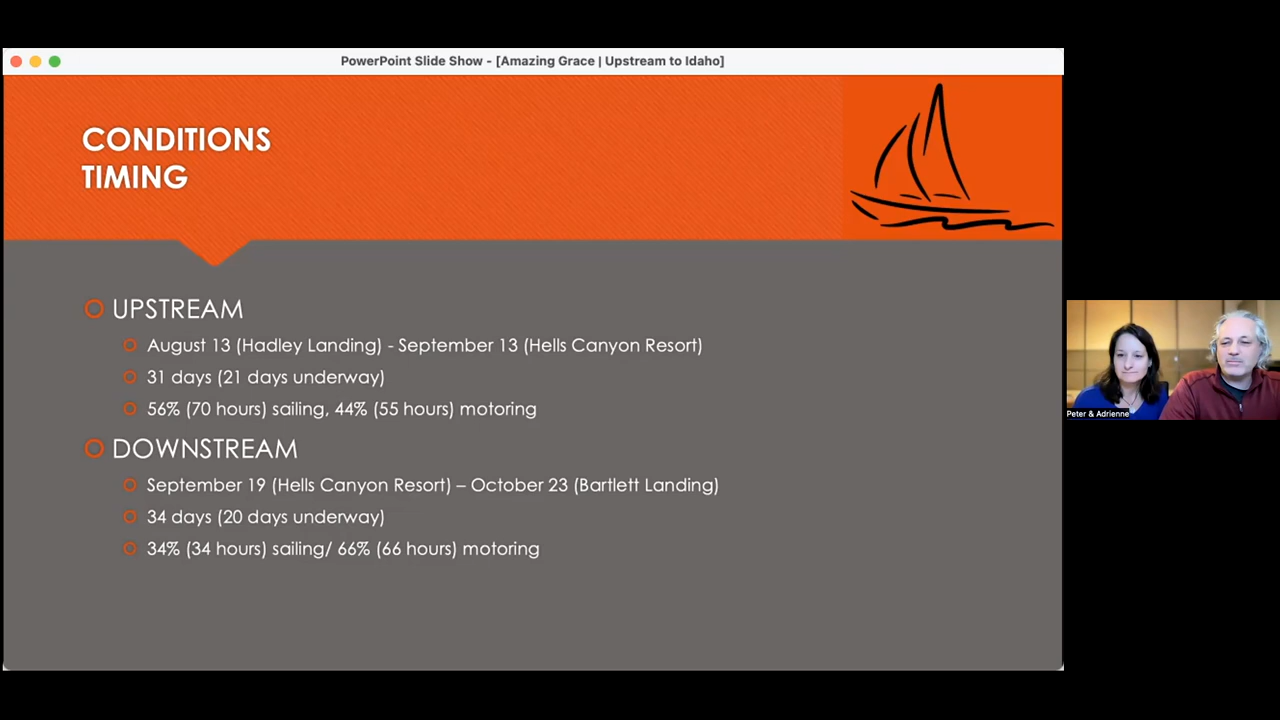 PowerPoint Slide Show - [Amazing Grace | Upstream to Idaho]
CONDITIONS
TIMING
UPSTREAM
August 13 (Hadley Landing) - September 13 (Hells Canyon Resort)
31 days (21 days underway)
56% (70 hours) sailing, 44% (55 hours) motoring
DOWNSTREAM
September 19 (Hells Canyon Resort) – October 23 (Bartlett Landing)
34 days (20 days underway)
34% (34 hours) sailing/ 66% (66 hours) motoring
Peter & Adrienne